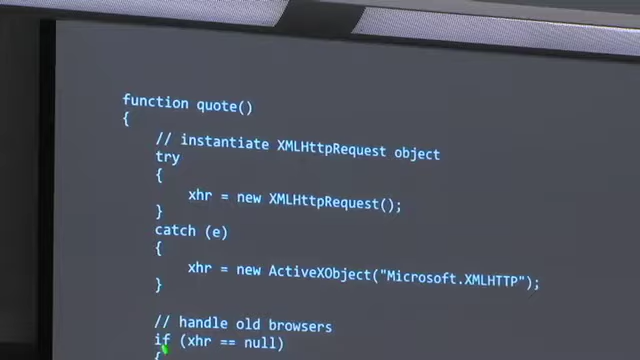 function quote()
{
// instantiate XMLHttpRequest object
try
{
xhr = new XMLHttpRequest();
}
catch (e)
{
xhr = new ActiveXObject("Microsoft.XMLHTTP");
}
// handle old browsers
if (xhr == null)
{